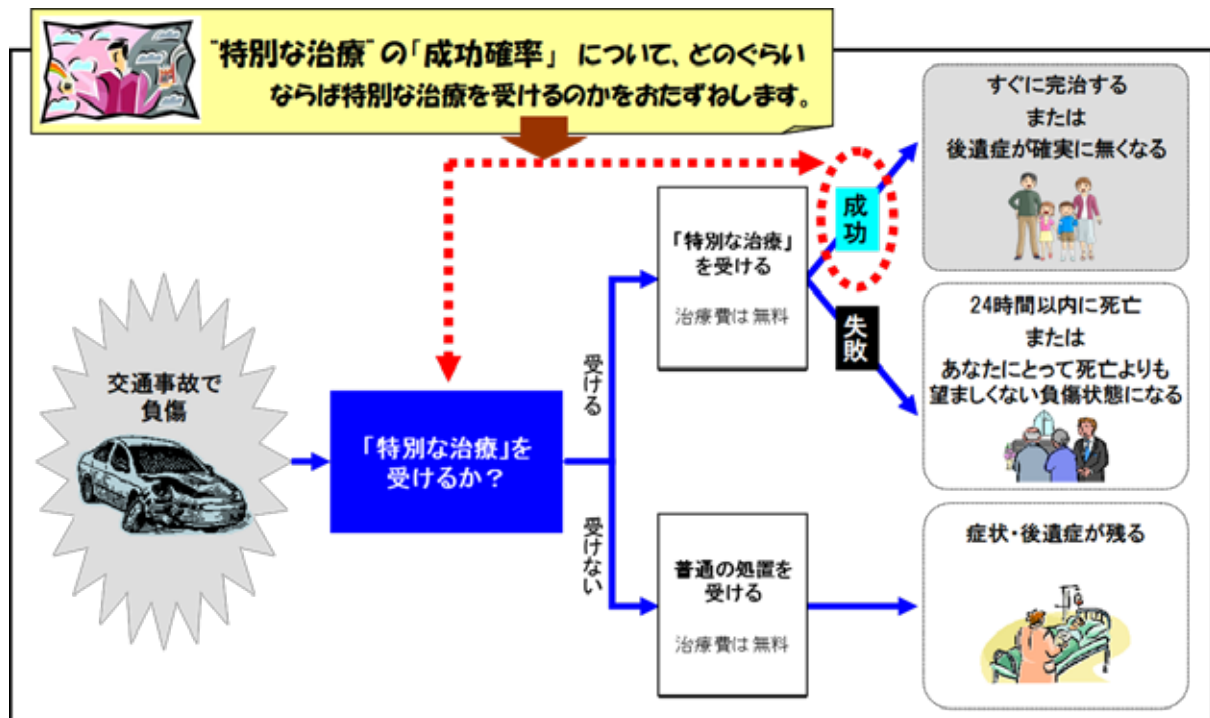 "特別な治療"の「成功確率」 について、どのぐらい
ならば特別な治療を受けるのかをおたずねします。
すぐに完治する
または
後遺症が確実に無くなる
成功
「特別な治療」
を受ける
治療費は無料
失敗
24時間以内に死亡
または
あなたにとって死亡よりも
望ましくない負傷状態になる
交通事故で
負傷
「特別な治療」を
受けるか？
受ける
受けない
普通の処置を
受ける
治療費は無料
症状・後遺症が残る